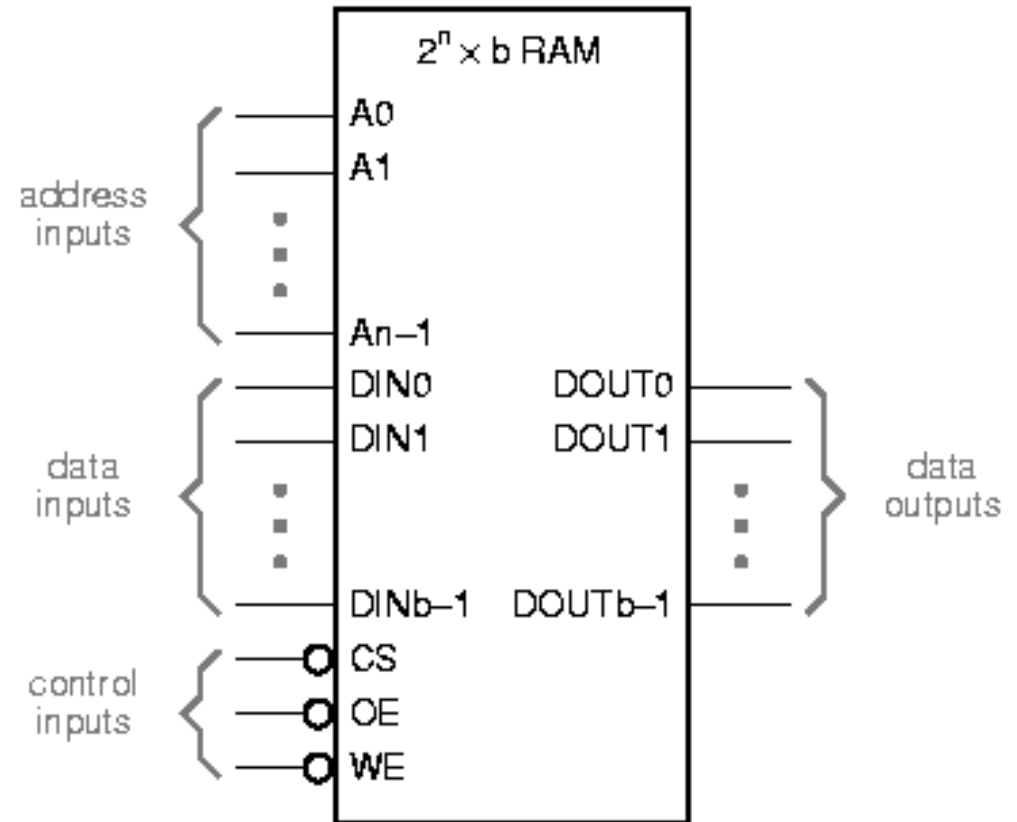 2ⁿ × b RAM
A0
A1
address
inputs
An–1
DIN0
DOUT0
DIN1
DOUT1
data
inputs
data
outputs
DINb–1
DOUTb–1
CS
control
inputs
OE
WE